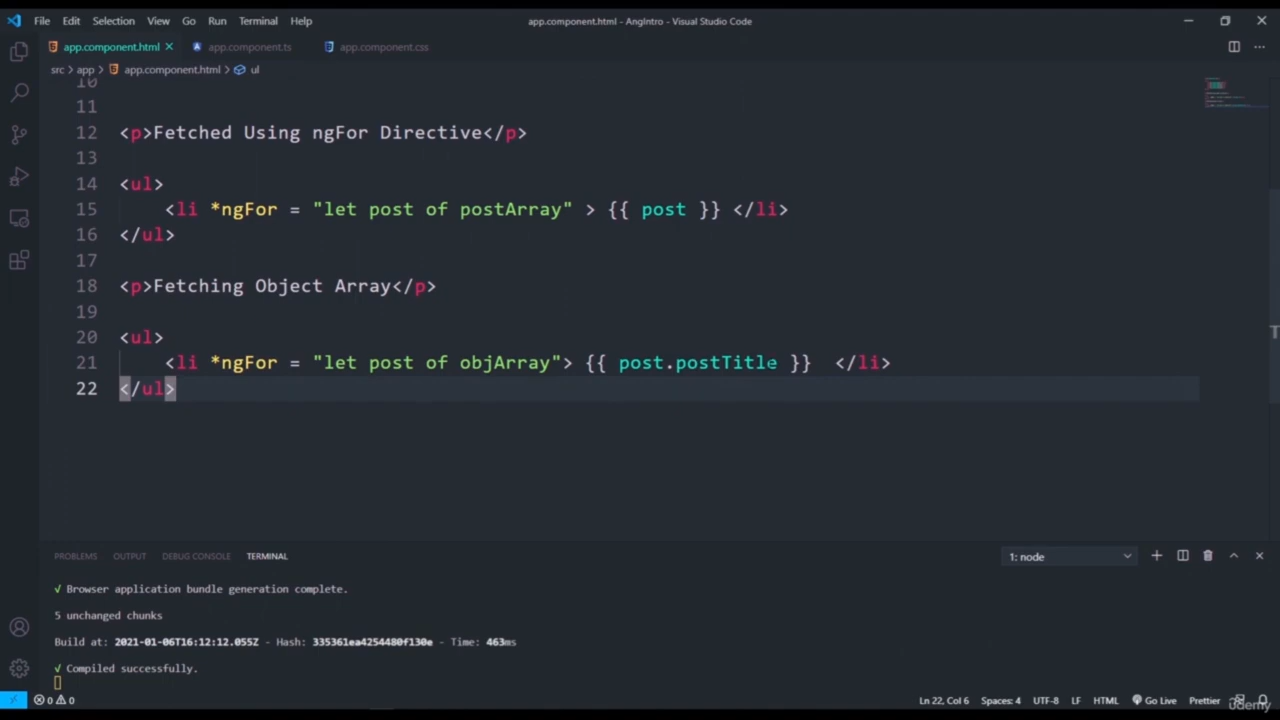 File Edit Selection View Go Run Terminal Help app.component.html - AngIntro - Visual Studio Code
app.component.html app.component.ts app.component.css
src > app > app.component.html > ul
10
11
12 <p>Fetched Using ngFor Directive</p>
13
14 <ul>
15 <li *ngFor = "let post of postArray" > {{ post }} </li>
16 </ul>
17
18 <p>Fetching Object Array</p>
19
20 <ul>
21 <li *ngFor = "let post of objArray"> {{ post.postTitle }} </li>
22 </ul>
PROBLEMS OUTPUT DEBUG CONSOLE TERMINAL 1: node
√ Browser application bundle generation complete.
5 unchanged chunks
Build at: 2021-01-06T16:12:12.055Z - Hash: 335361ea4254480f130e - Time: 463ms
√ Compiled successfully.
0 0 Ln 22, Col 6 Spaces: 4 UTF-8 LF HTML Go Live Prettier
udemy